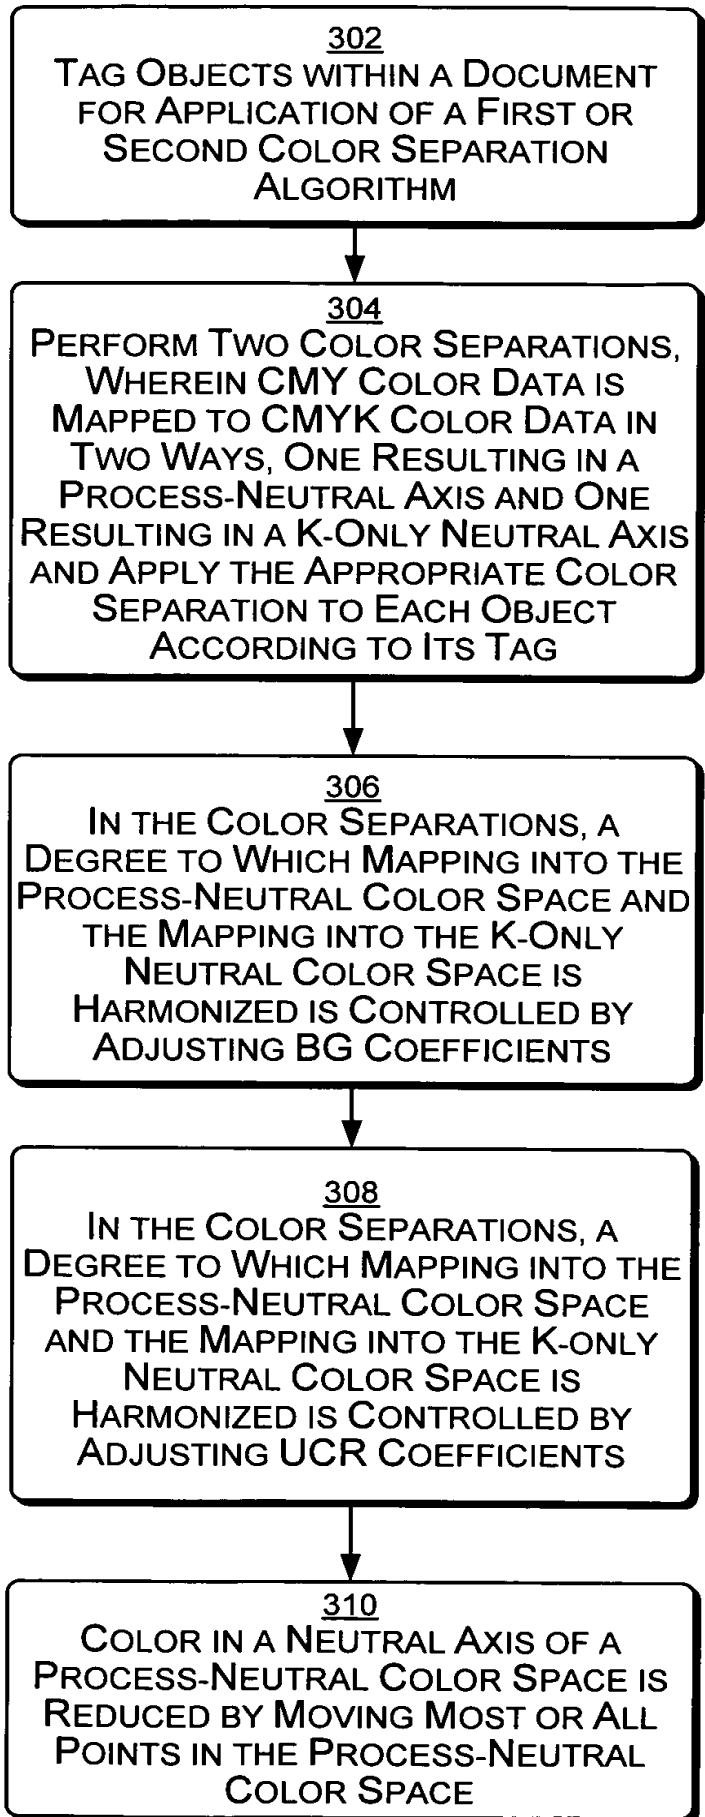 302
TAG OBJECTS WITHIN A DOCUMENT
FOR APPLICATION OF A FIRST OR
SECOND COLOR SEPARATION
ALGORITHM
304
PERFORM TWO COLOR SEPARATIONS,
WHEREIN CMY COLOR DATA IS
MAPPED TO CMYK COLOR DATA IN
TWO WAYS, ONE RESULTING IN A
PROCESS-NEUTRAL AXIS AND ONE
RESULTING IN A K-ONLY NEUTRAL AXIS
AND APPLY THE APPROPRIATE COLOR
SEPARATION TO EACH OBJECT
ACCORDING TO ITS TAG
306
IN THE COLOR SEPARATIONS, A
DEGREE TO WHICH MAPPING INTO THE
PROCESS-NEUTRAL COLOR SPACE AND
THE MAPPING INTO THE K-ONLY
NEUTRAL COLOR SPACE IS
HARMONIZED IS CONTROLLED BY
ADJUSTING BG COEFFICIENTS
308
IN THE COLOR SEPARATIONS, A
DEGREE TO WHICH MAPPING INTO THE
PROCESS-NEUTRAL COLOR SPACE
AND THE MAPPING INTO THE K-ONLY
NEUTRAL COLOR SPACE IS
HARMONIZED IS CONTROLLED BY
ADJUSTING UCR COEFFICIENTS
310
COLOR IN A NEUTRAL AXIS OF A
PROCESS-NEUTRAL COLOR SPACE IS
REDUCED BY MOVING MOST OR ALL
POINTS IN THE PROCESS-NEUTRAL
COLOR SPACE